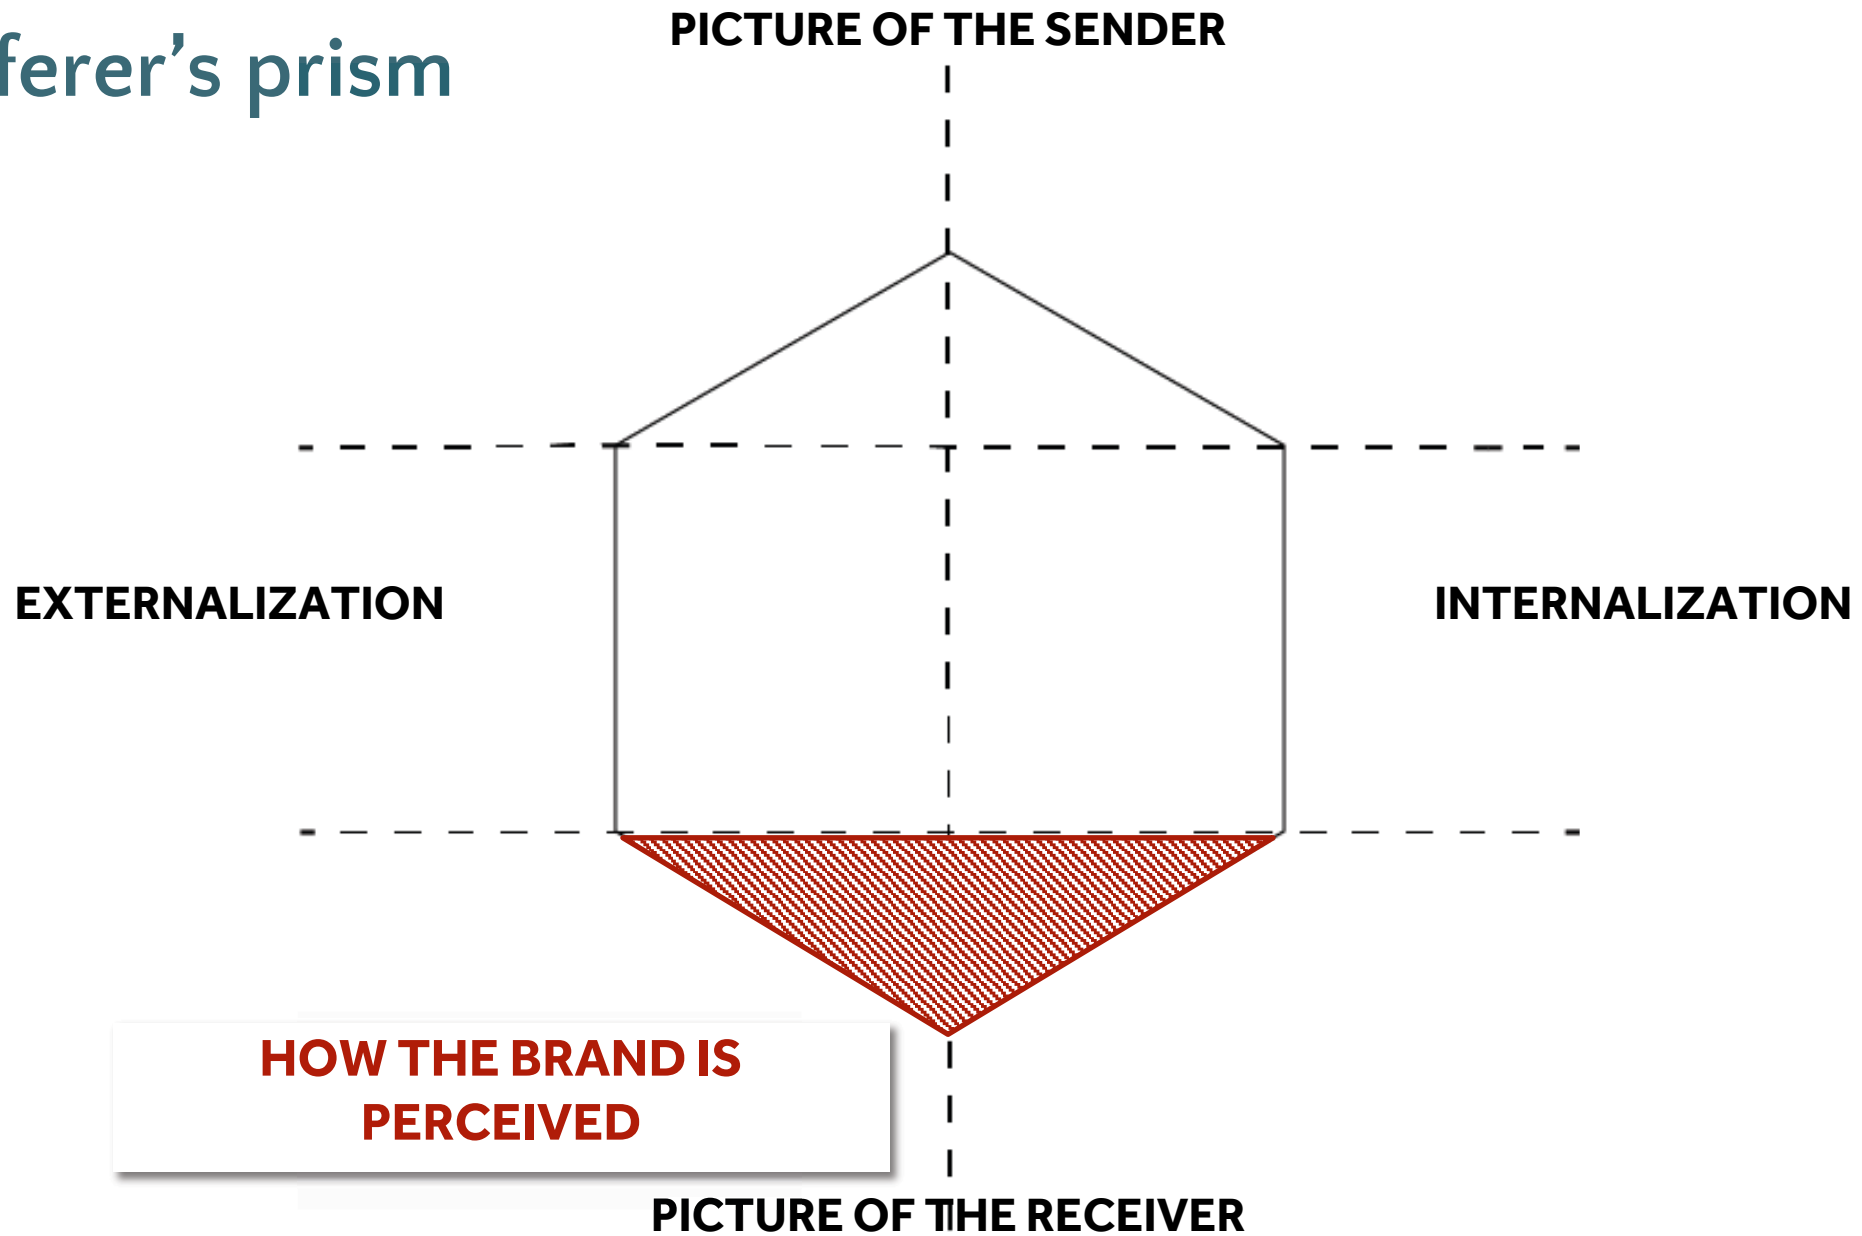 PICTURE OF THE SENDER
ferer's prism
EXTERNALIZATION
INTERNALIZATION
HOW THE BRAND IS
PERCEIVED
PICTURE OF THE RECEIVER